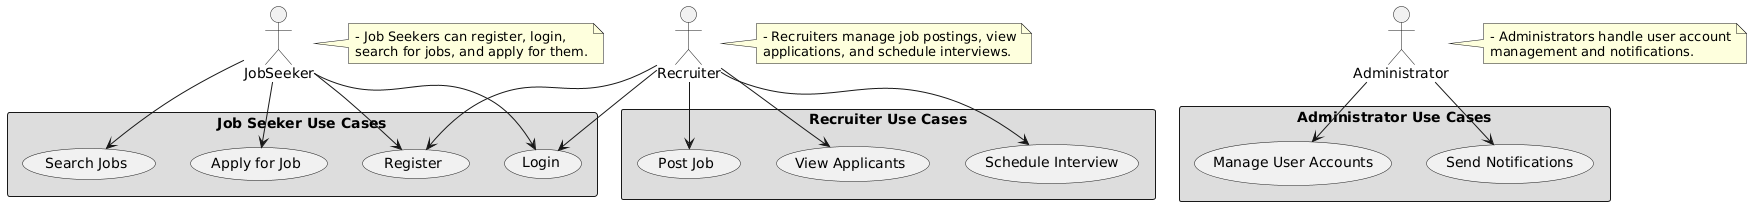 - Job Seekers can register, login,
search for jobs, and apply for them.
- Recruiters manage job postings, view
applications, and schedule interviews.
- Administrators handle user account
management and notifications.
JobSeeker
Recruiter
Administrator
Job Seeker Use Cases
Recruiter Use Cases
Administrator Use Cases
Search Jobs
Apply for Job
Register
Login
Post Job
View Applicants
Schedule Interview
Manage User Accounts
Send Notifications